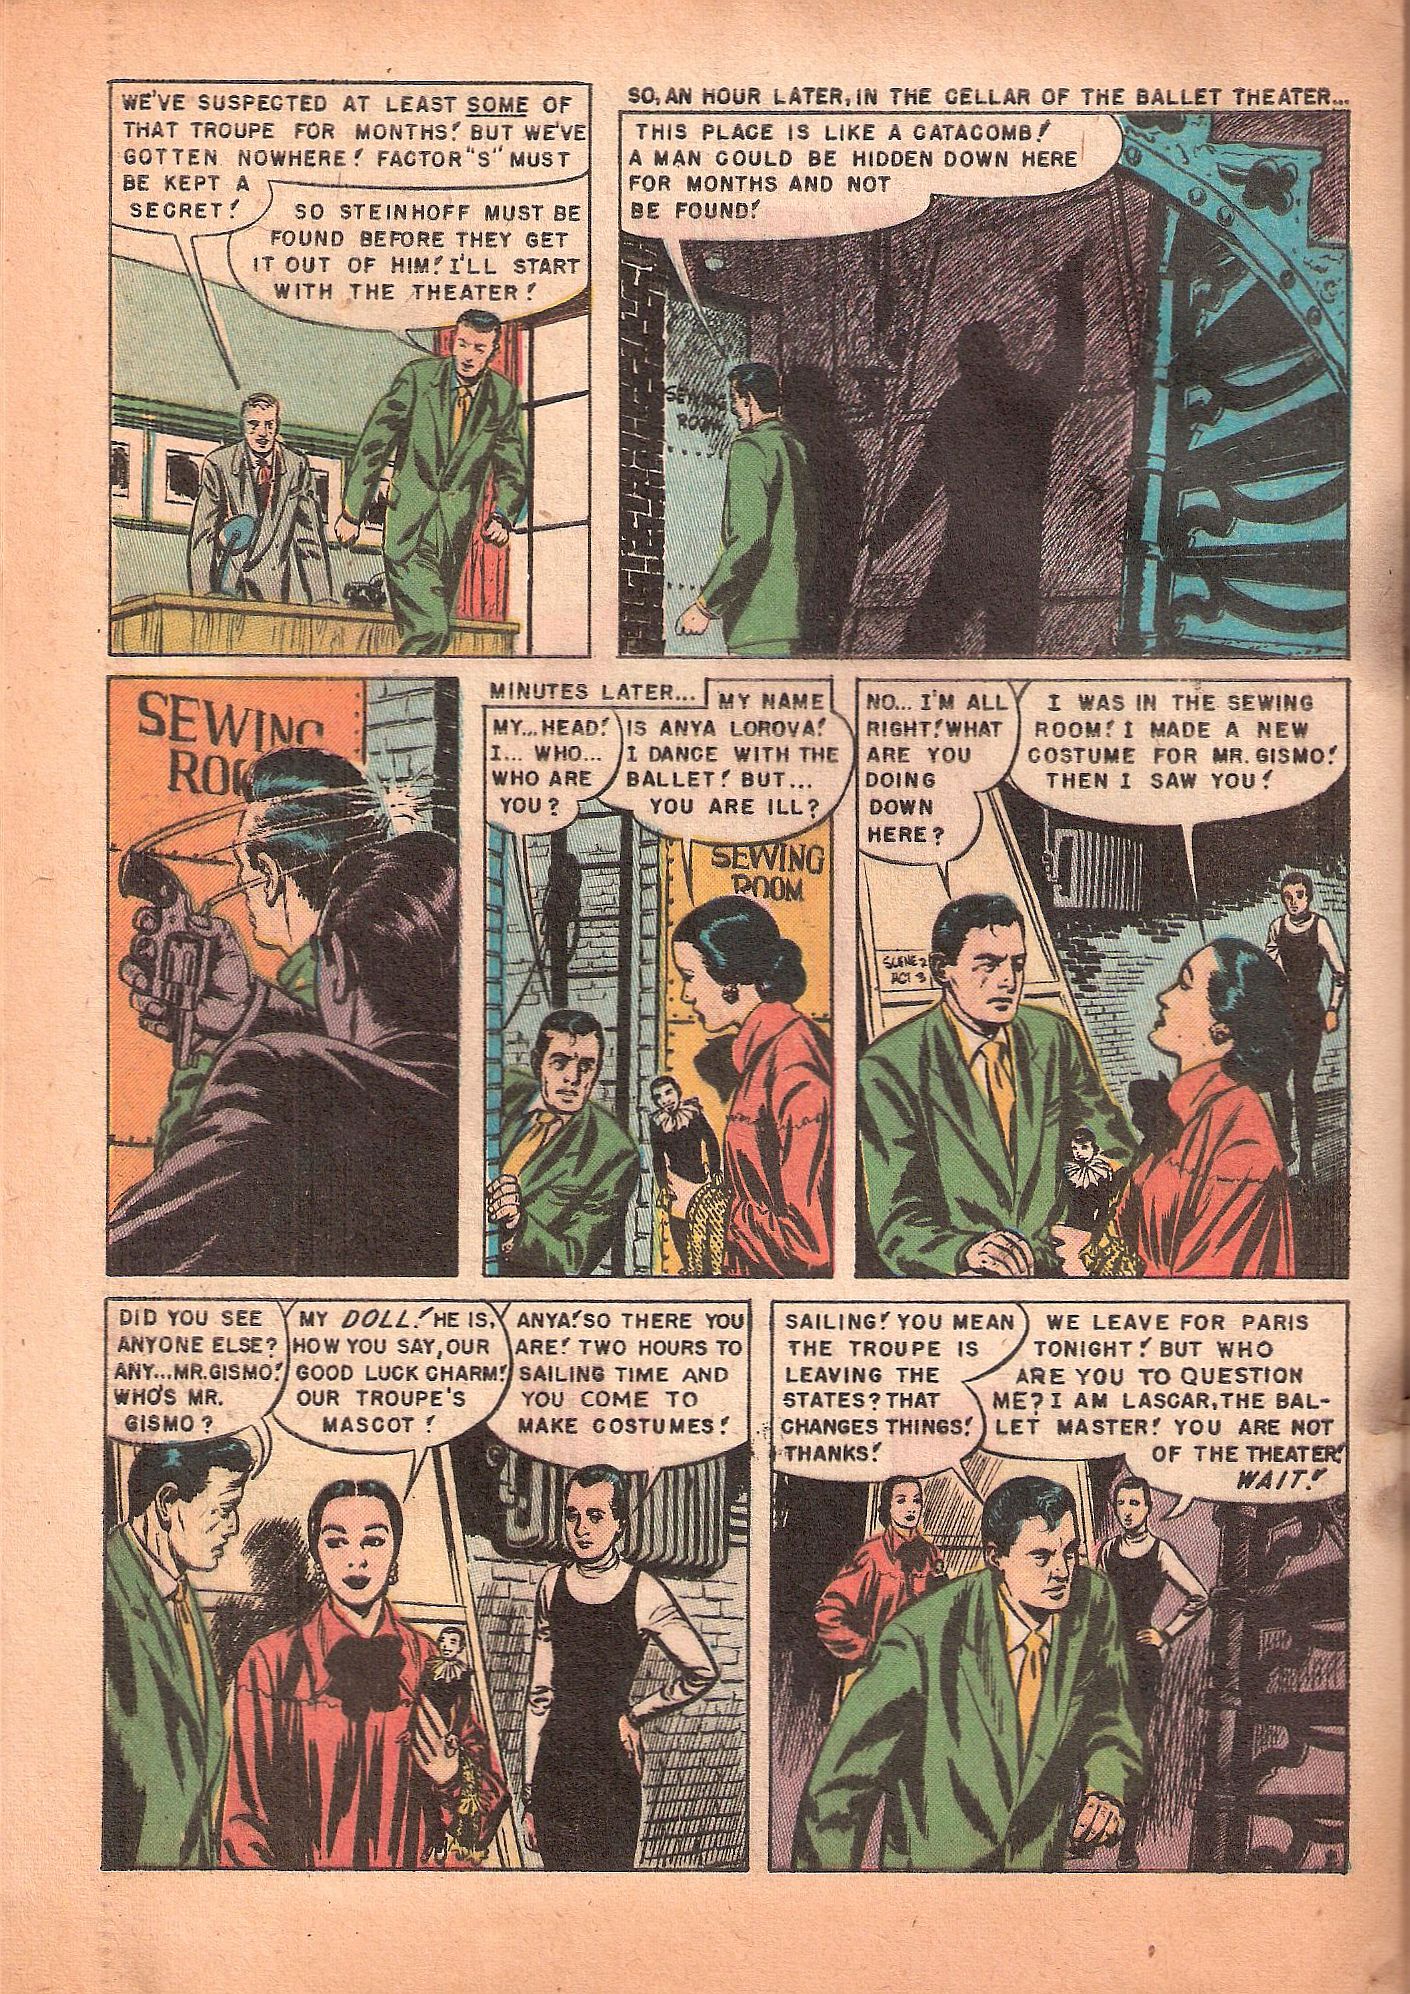 WE'VE SUSPECTED AT LEAST SOME OF
THAT TROUPE FOR MONTHS! BUT WE'VE
GOTTEN NOWHERE! FACTOR "S" MUST
BE KEPT A
SECRET!
SO STEINHOFF MUST BE
FOUND BEFORE THEY GET
IT OUT OF HIM! I'LL START
WITH THE THEATER!
SO, AN HOUR LATER, IN THE CELLAR OF THE BALLET THEATER...
THIS PLACE IS LIKE A CATACOMB!
A MAN COULD BE HIDDEN DOWN HERE
FOR MONTHS AND NOT
BE FOUND!
SEWING
ROOM
SEWING
ROO
MINUTES LATER...
MY...HEAD!
I... WHO...
WHO ARE
YOU?
MY NAME
IS ANYA LOROVA!
I DANCE WITH THE
BALLET! BUT...
YOU ARE ILL?
SEWING
ROOM
NO... I'M ALL
RIGHT! WHAT
ARE YOU
DOING
DOWN
HERE?
I WAS IN THE SEWING
ROOM! I MADE A NEW
COSTUME FOR MR. GISMO!
THEN I SAW YOU!
SCENE 2
ACT 3
DID YOU SEE
ANYONE ELSE?
ANY...MR. GISMO!
WHO'S MR.
GISMO?
MY DOLL! HE IS,
HOW YOU SAY, OUR
GOOD LUCK CHARM!
OUR TROUPE'S
MASCOT!
ANYA! SO THERE YOU
ARE! TWO HOURS TO
SAILING TIME AND
YOU COME TO
MAKE COSTUMES!
SAILING! YOU MEAN
THE TROUPE IS
LEAVING THE
STATES? THAT
CHANGES THINGS!
THANKS!
WE LEAVE FOR PARIS
TONIGHT! BUT WHO
ARE YOU TO QUESTION
ME? I AM LASCAR, THE BAL-
LET MASTER! YOU ARE NOT
OF THE THEATER!
WAIT!